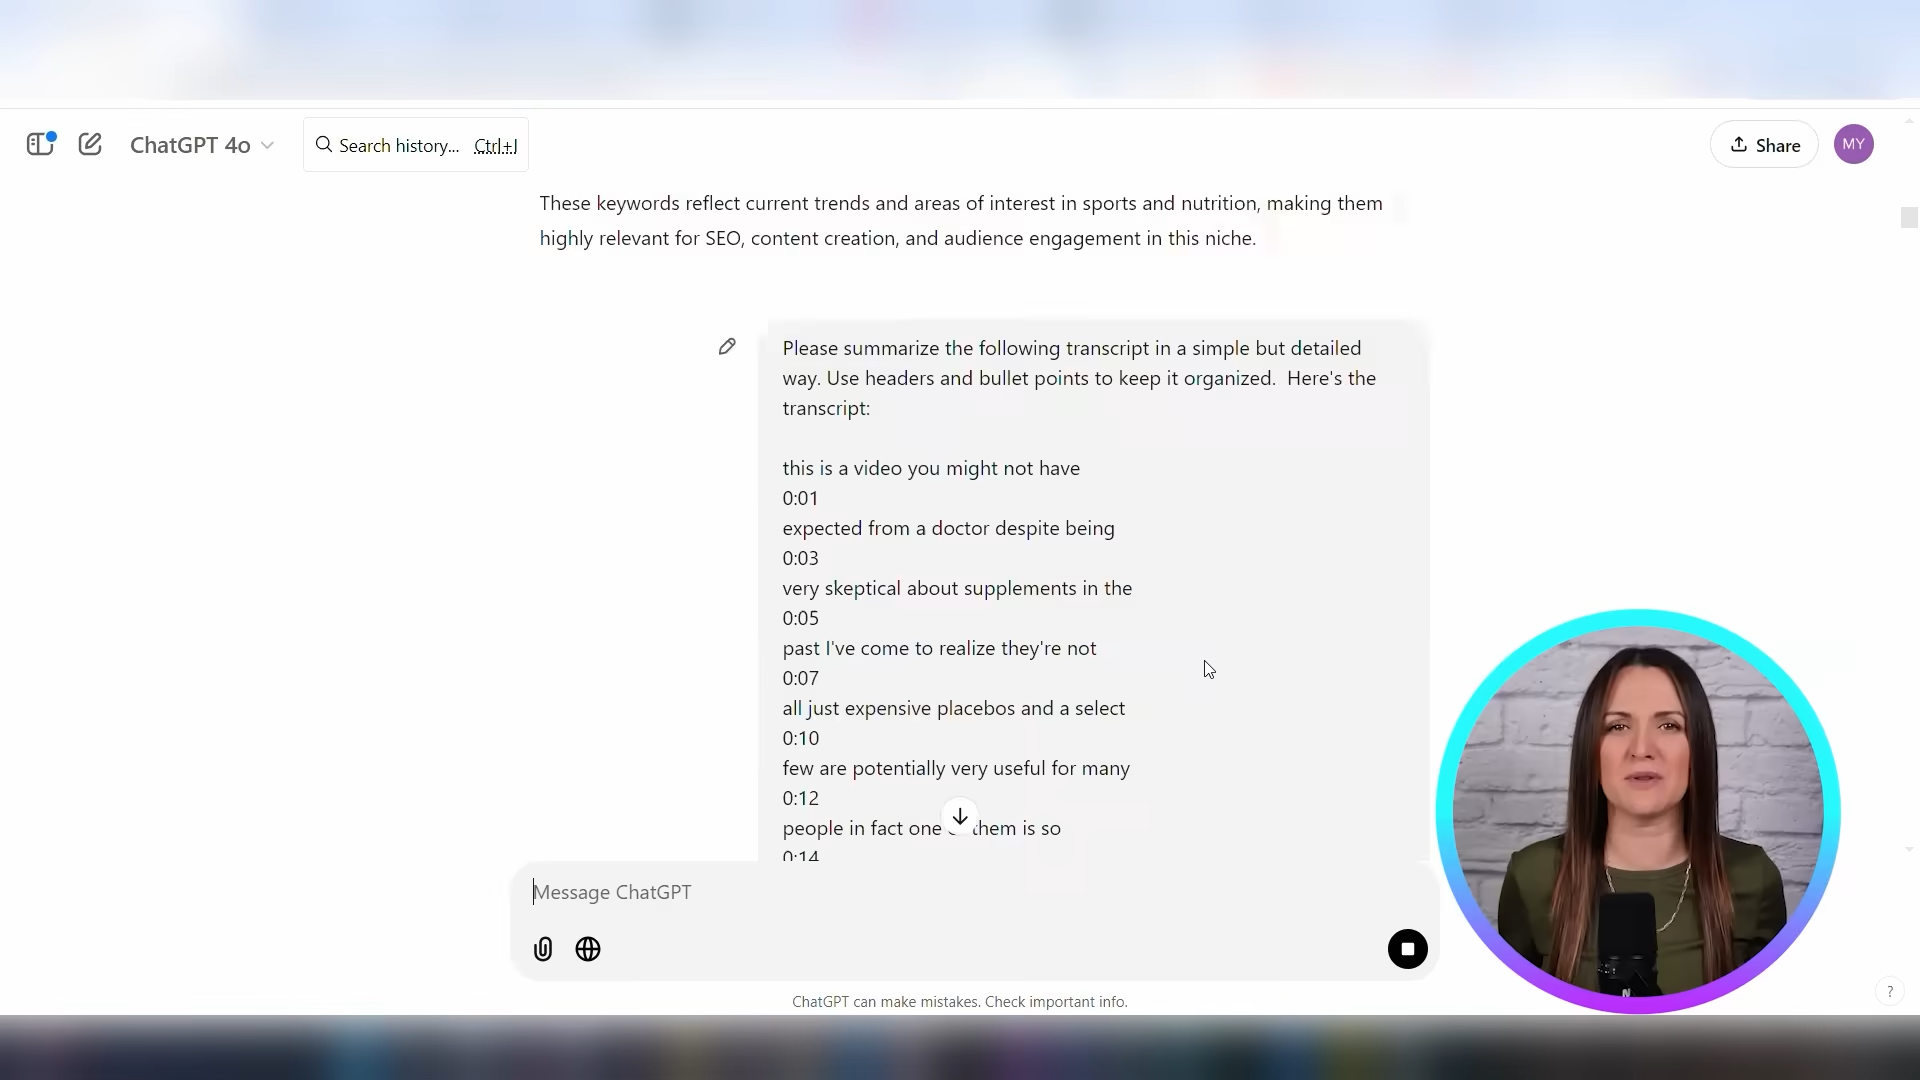 ChatGPT 4o
Search history... Ctrl+I
Share
MY
These keywords reflect current trends and areas of interest in sports and nutrition, making them
highly relevant for SEO, content creation, and audience engagement in this niche.
Please summarize the following transcript in a simple but detailed
way. Use headers and bullet points to keep it organized.  Here's the
transcript:
this is a video you might not have
0:01
expected from a doctor despite being
0:03
very skeptical about supplements in the
0:05
past I've come to realize they're not
0:07
all just expensive placebos and a select
0:10
few are potentially very useful for many
0:12
people in fact one them is so
0:14
Message ChatGPT
ChatGPT can make mistakes. Check important info.
?